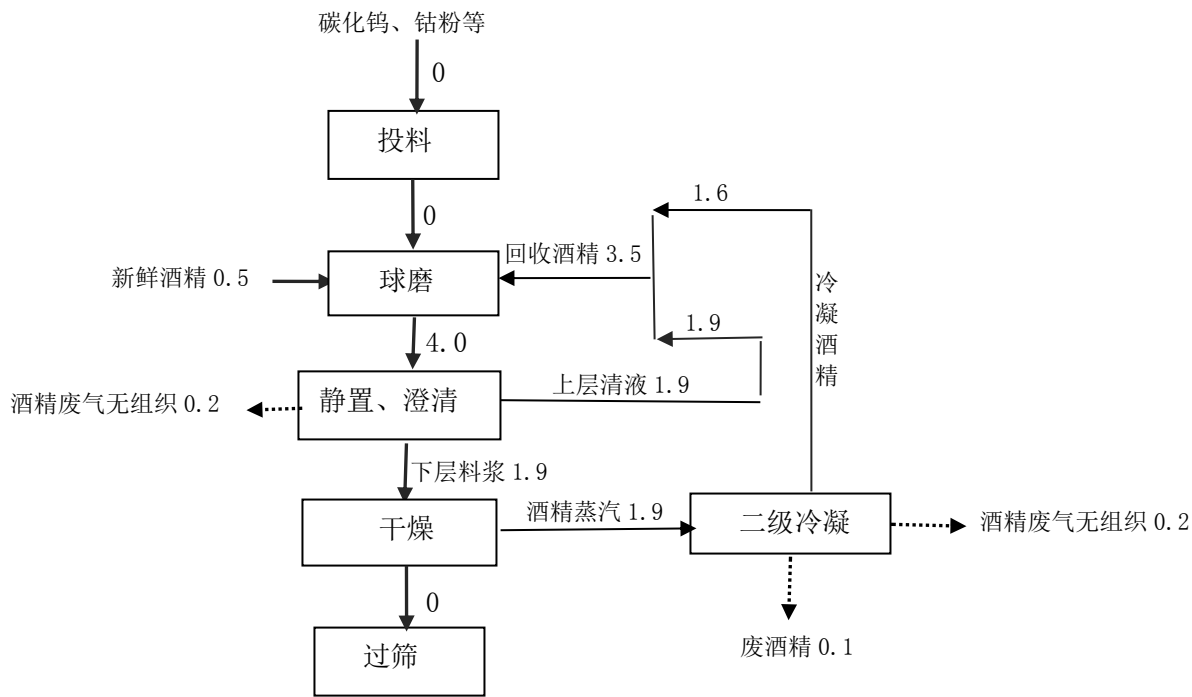 碳化钨、钴粉等
0
投料
0
1.6
回收酒精 3.5
新鲜酒精 0.5
球磨
冷凝酒精
1.9
4.0
上层清液 1.9
酒精废气无组织 0.2
静置、澄清
下层料浆 1.9
酒精蒸汽 1.9
干燥
二级冷凝
酒精废气无组织 0.2
0
废酒精 0.1
过筛